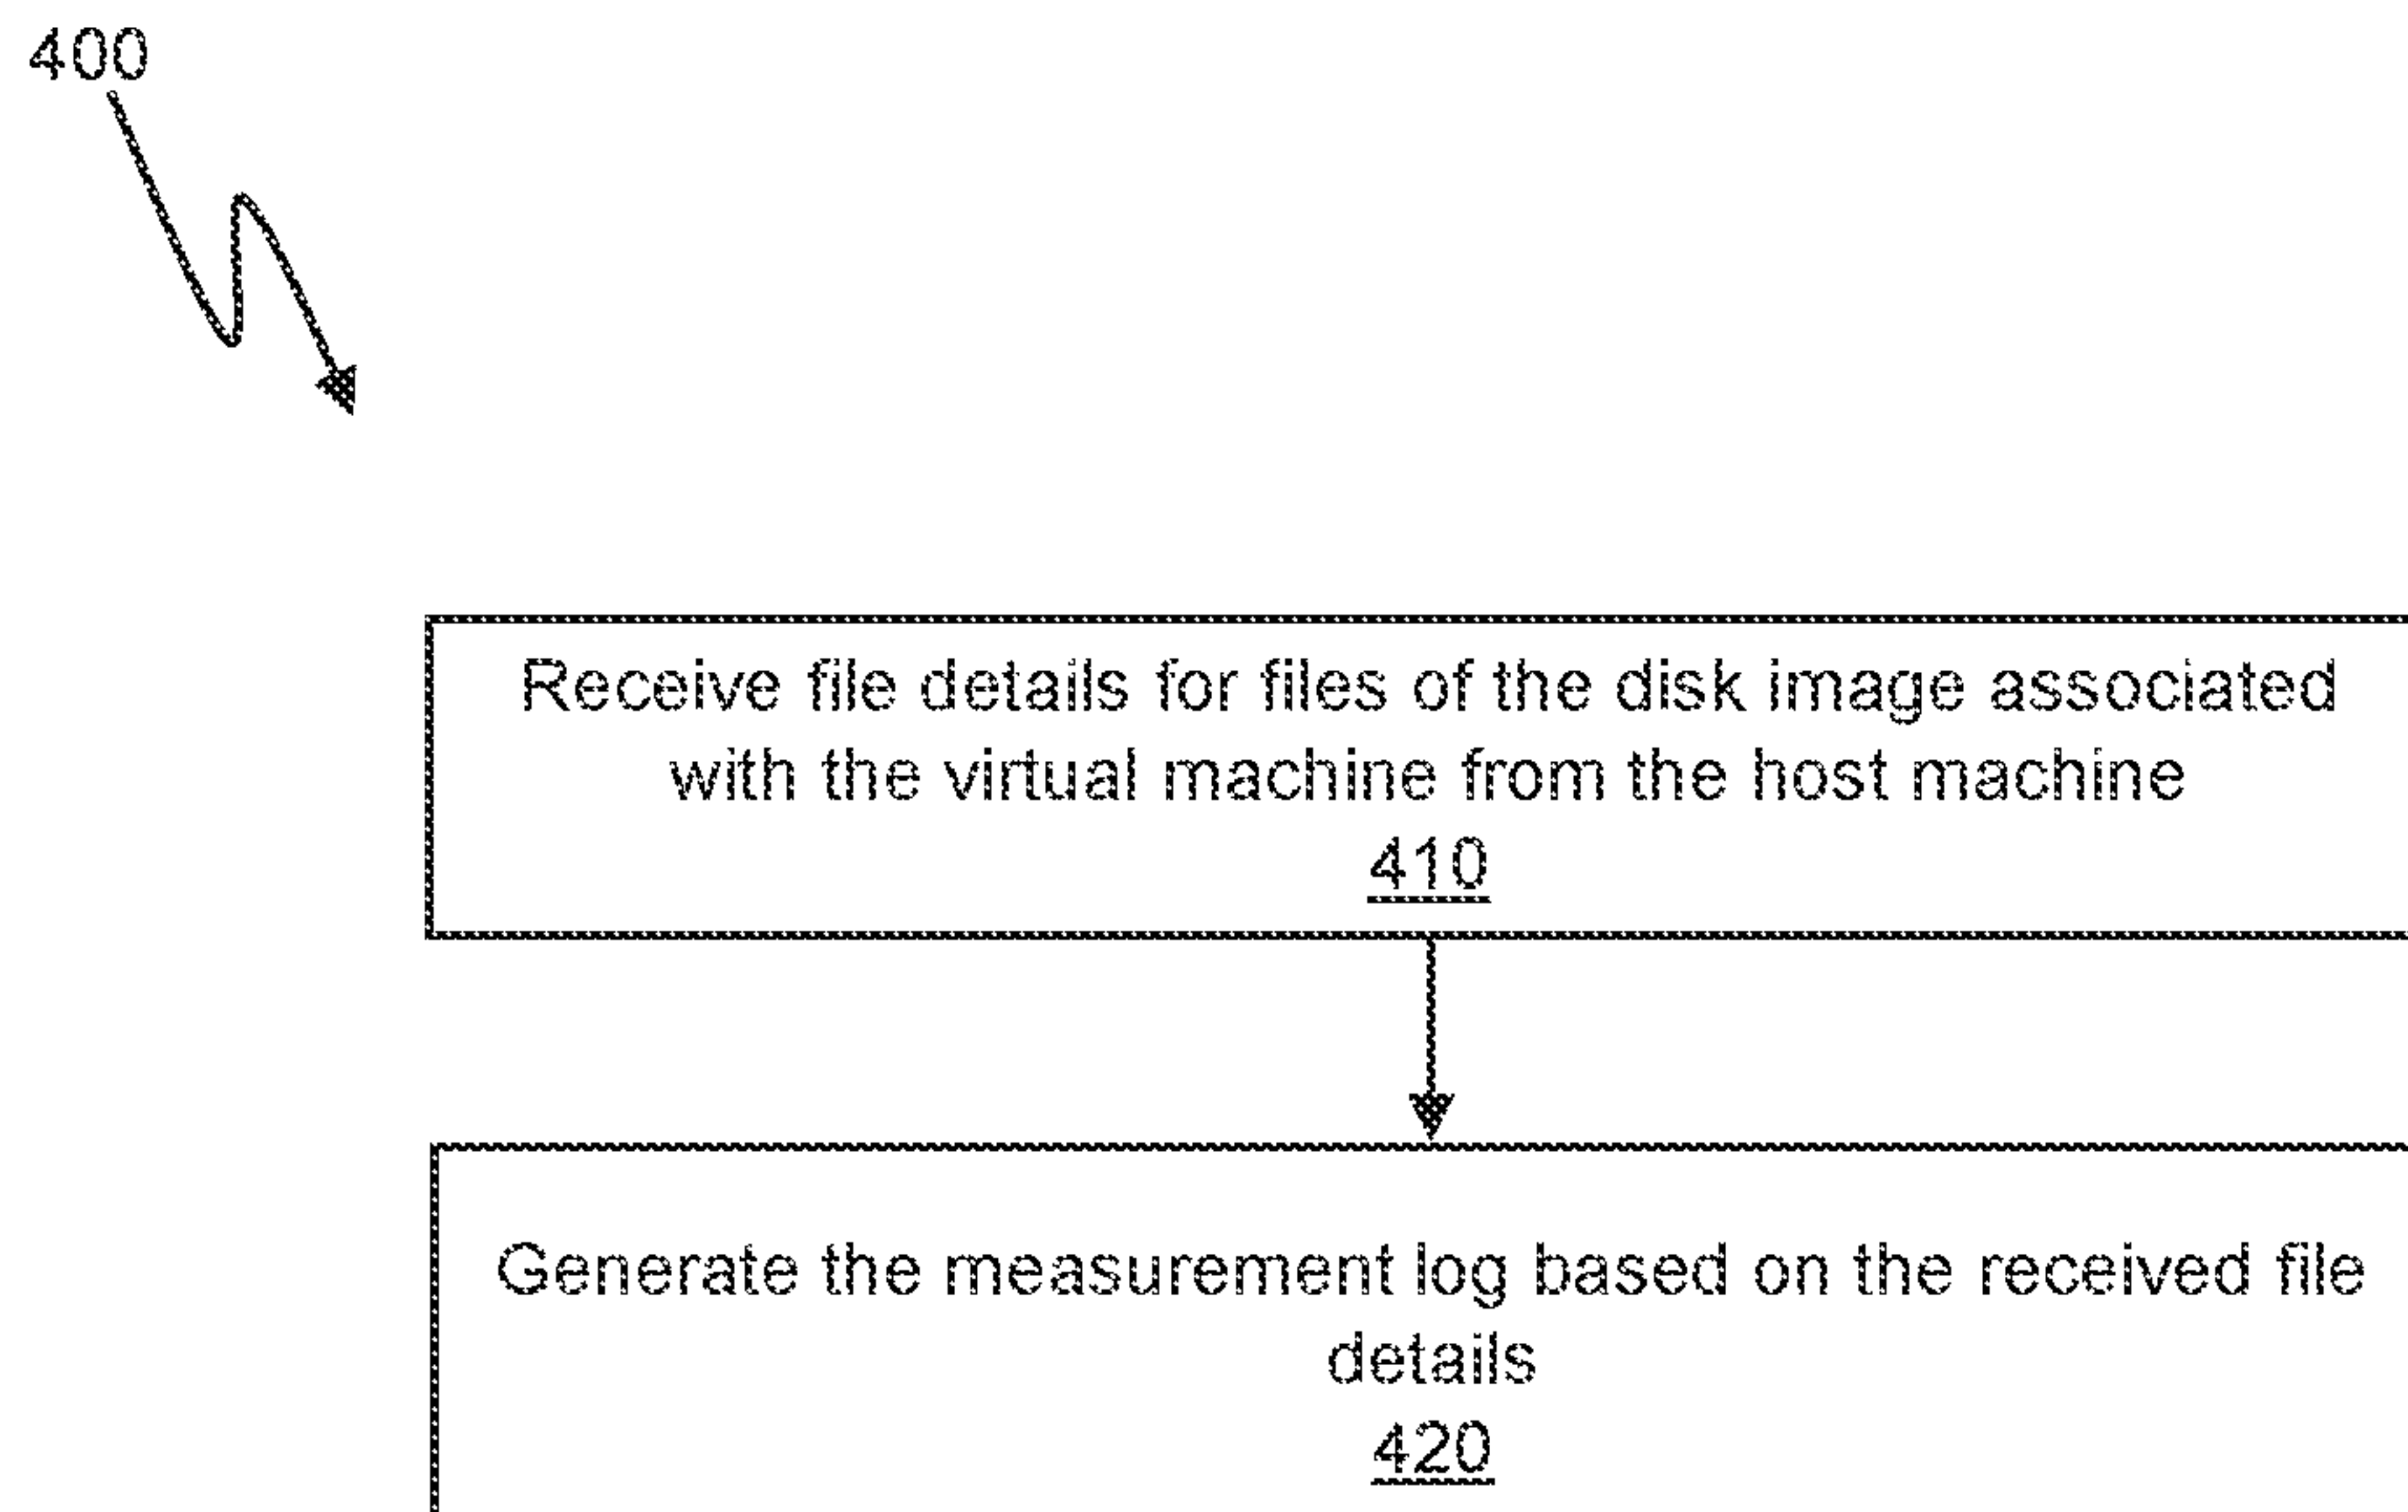 400
Receive file details for files of the disk image associated
with the virtual machine from the host machine
410
Generate the measurement log based on the received file
details
420